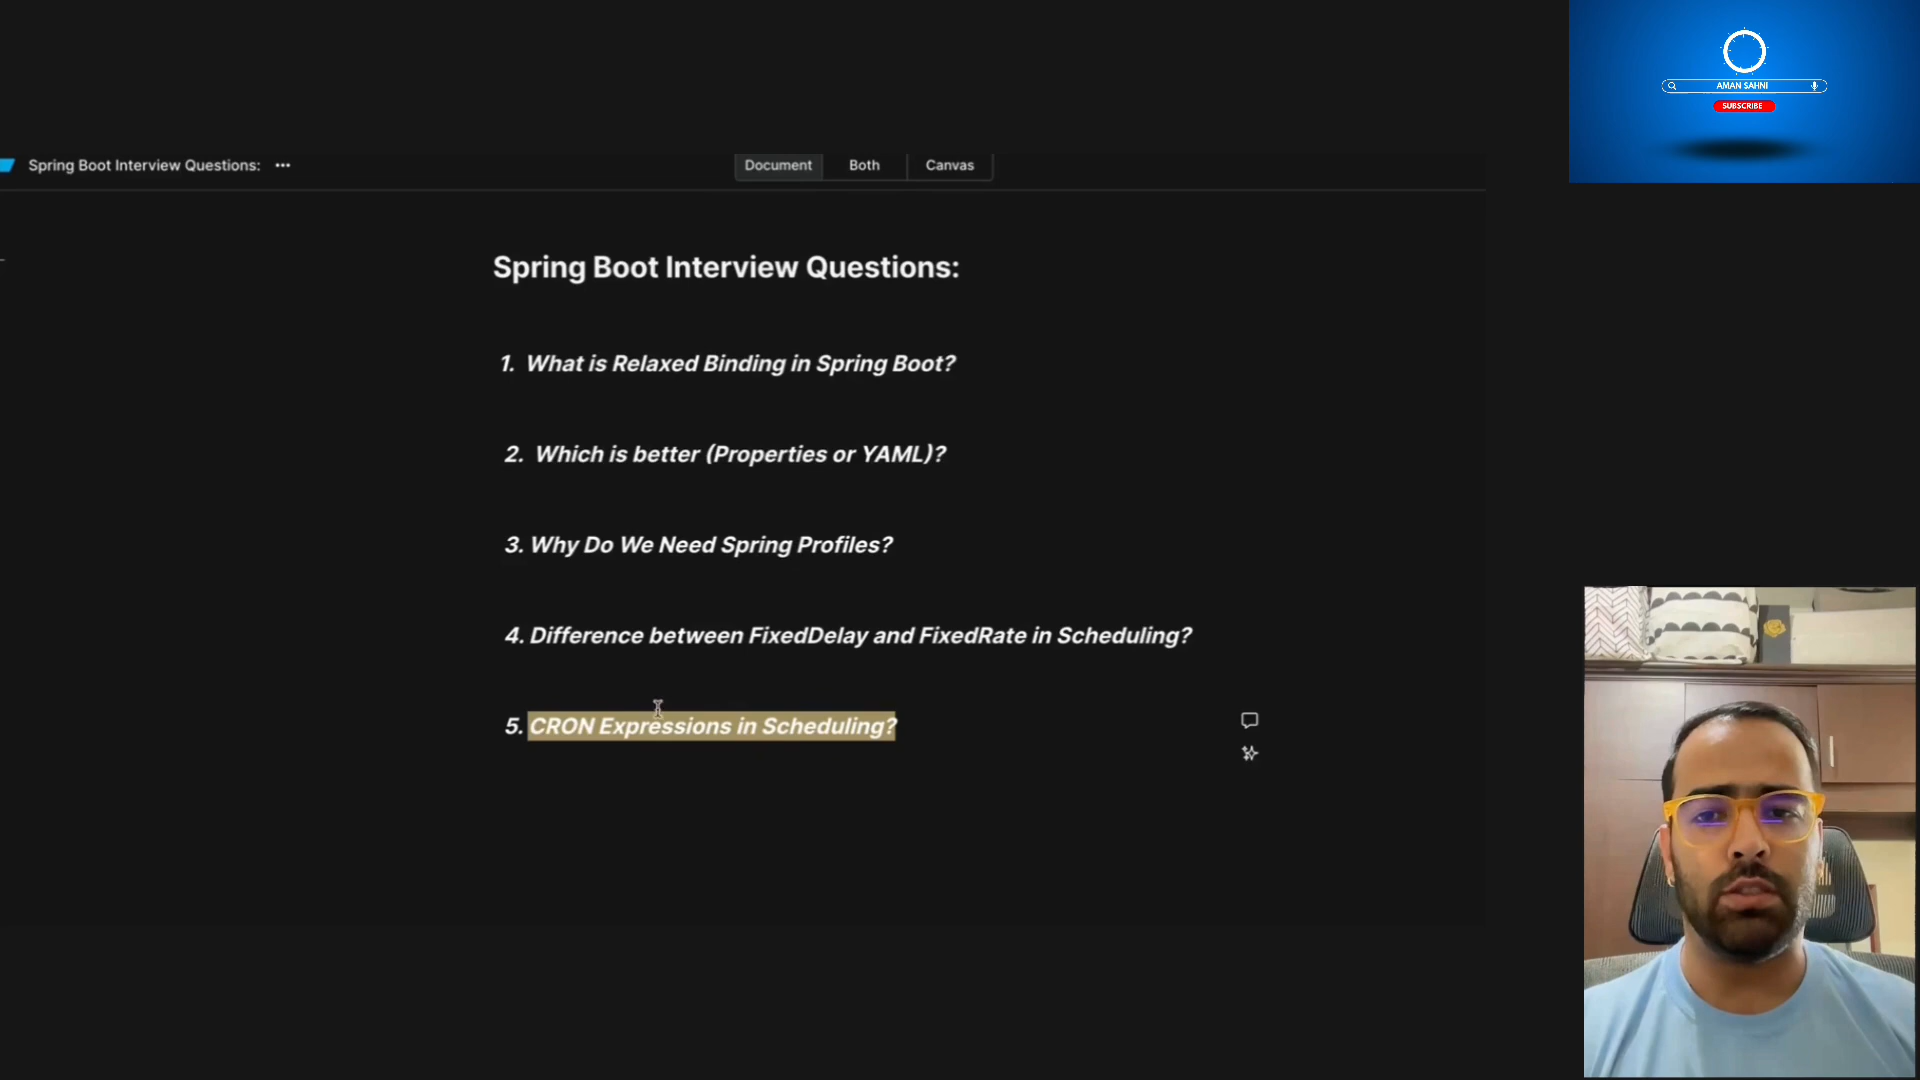 AMAN SAHNI
SUBSCRIBE
Spring Boot Interview Questions: ...
Document
Both
Canvas
Spring Boot Interview Questions:
1. What is Relaxed Binding in Spring Boot?
2. Which is better (Properties or YAML)?
3. Why Do We Need Spring Profiles?
4. Difference between FixedDelay and FixedRate in Scheduling?
5. CRON Expressions in Scheduling?